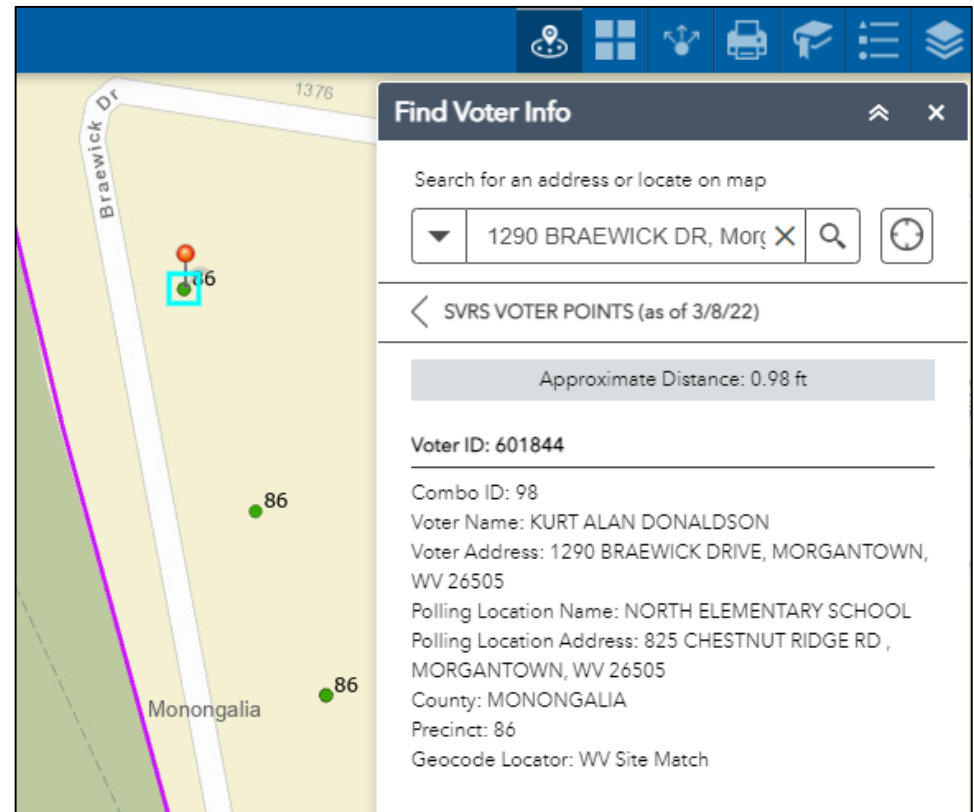 1376
Braewick Dr
86
86
86
Monongalia
Find Voter Info
Search for an address or locate on map
1290 BRAEWICK DR, Morg
SVRS VOTER POINTS (as of 3/8/22)
Approximate Distance: 0.98 ft
Voter ID: 601844
Combo ID: 98
Voter Name: KURT ALAN DONALDSON
Voter Address: 1290 BRAEWICK DRIVE, MORGANTOWN,
WV 26505
Polling Location Name: NORTH ELEMENTARY SCHOOL
Polling Location Address: 825 CHESTNUT RIDGE RD ,
MORGANTOWN, WV 26505
County: MONONGALIA
Precinct: 86
Geocode Locator: WV Site Match